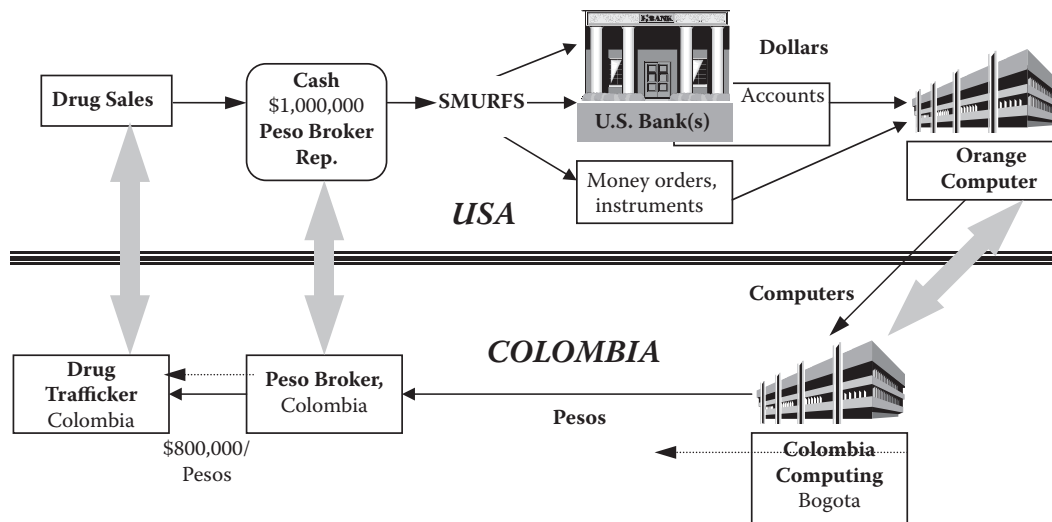 BANK
Dollars
Drug Sales
Cash
$1,000,000
Peso Broker
Rep.
SMURFS
Accounts
U.S. Bank(s)
Money orders,
instruments
Orange
Computer
USA
Computers
COLOMBIA
Drug
Trafficker
Colombia
Peso Broker,
Colombia
Pesos
$800,000/
Pesos
Colombia
Computing
Bogota